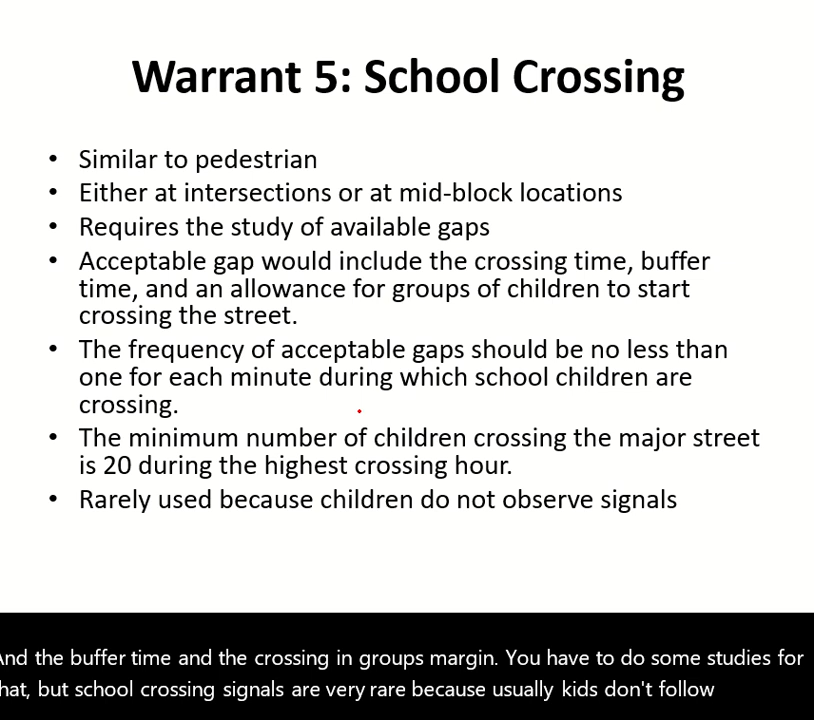 Warrant 5: School Crossing
• Similar to pedestrian
• Either at intersections or at mid-block locations
• Requires the study of available gaps
• Acceptable gap would include the crossing time, buffer
time, and an allowance for groups of children to start
crossing the street.
• The frequency of acceptable gaps should be no less than
one for each minute during which school children are
crossing.
• The minimum number of children crossing the major street
is 20 during the highest crossing hour.
• Rarely used because children do not observe signals
And the buffer time and the crossing in groups margin. You have to do some studies for
hat, but school crossing signals are very rare because usually kids don't follow